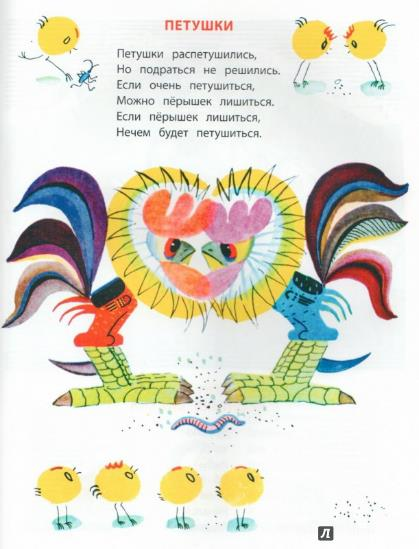 ПЕТУШКИ
Петушки распетушились,
Но подраться не решились.
Если очень петушиться,
Можно пёрышек лишиться.
Если пёрышек лишиться,
Нечем будет петушиться.
Л